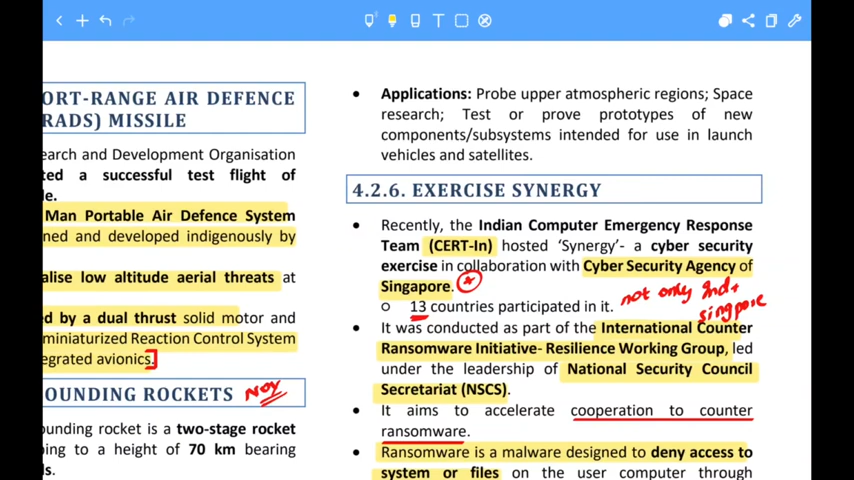 T
ORT-RANGE AIR DEFENCE
RADS) MISSILE
earch and Development Organisation
ted a successful test flight of
le.
Man Portable Air Defence System
ned and developed indigenously by
alise low altitude aerial threats at
ed by a dual thrust solid motor and
miniaturized Reaction Control System
egrated avionics.]
OUNDING ROCKETS NOV
ounding rocket is a two-stage rocket
ping to a height of 70 km bearing
ds.
• Applications: Probe upper atmospheric regions; Space
research; Test or prove prototypes of new
components/subsystems intended for use in launch
vehicles and satellites.
4.2.6. EXERCISE SYNERGY
• Recently, the Indian Computer Emergency Response
Team (CERT-In) hosted ‘Synergy’- a cyber security
exercise in collaboration with Cyber Security Agency of
Singapore.
o 13 countries participated in it.
not only Ind +
singpore
• It was conducted as part of the International Counter
Ransomware Initiative- Resilience Working Group, led
under the leadership of National Security Council
Secretariat (NSCS).
• It aims to accelerate cooperation to counter
ransomware.
• Ransomware is a malware designed to deny access to
system or files on the user computer through